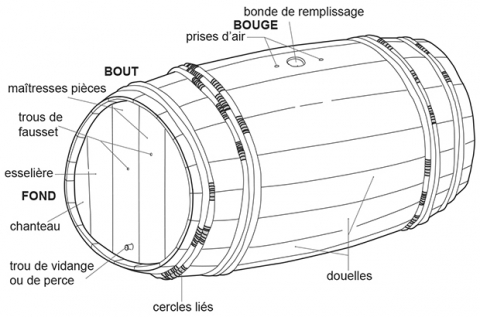 bonde de remplissage
BOUGE
prises d'air
BOUT
maîtresses pièces
trous de
fausset
esselière
FOND
chanteau
trou de vidange
ou de perce
cercles liés
douelles